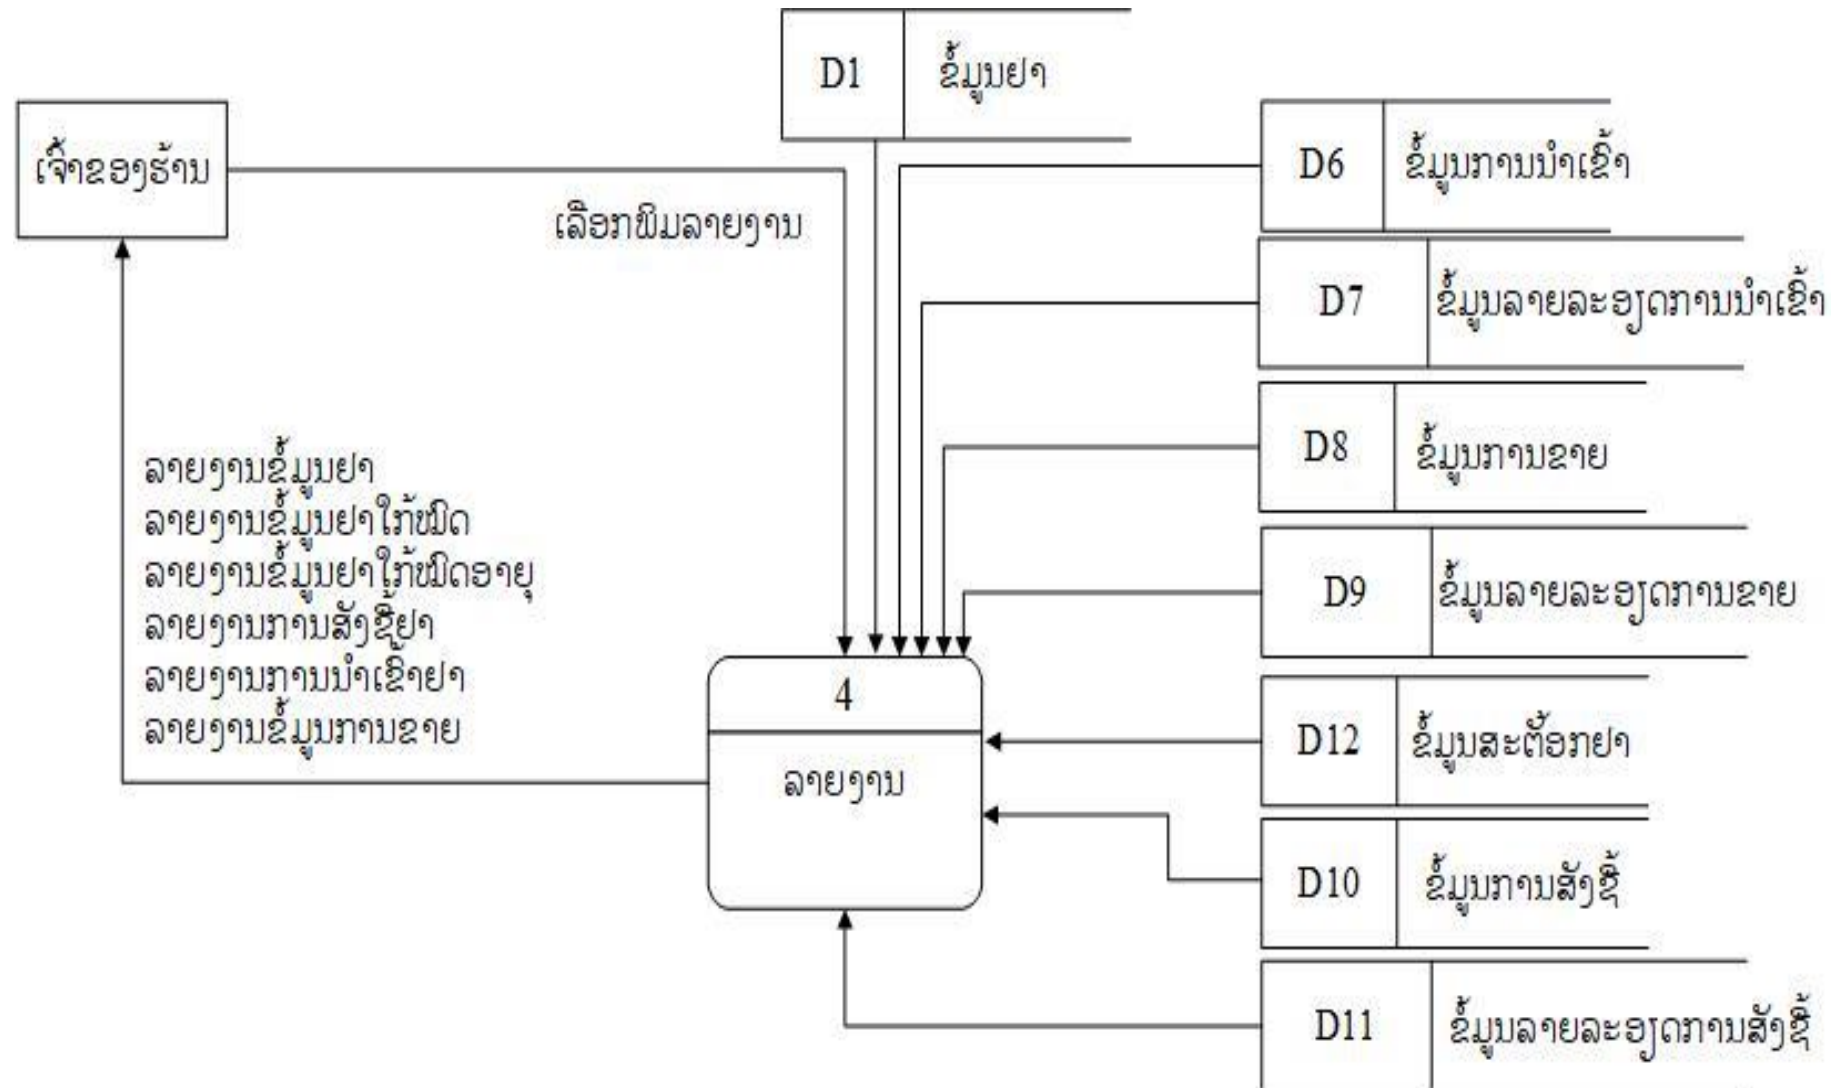 D1
ຂໍ້ມູນຢາ
ເຈົ້າຂອງຮ້ານ
D6
ຂໍ້ມູນການນຳເຂົ້າ
ເລືອກພິມລາຍງານ
D7
ຂໍ້ມູນລາຍລະອຽດການນຳເຂົ້າ
D8
ຂໍ້ມູນການຂາຍ
ລາຍງານຂໍ້ມູນຢາ
ລາຍງານຂໍ້ມູນຢາໃກ້ໝົດ
ລາຍງານຂໍ້ມູນຢາໃກ້ໝົດອາຍຸ
ລາຍງານການສັ່ງຊື້ຢາ
ລາຍງານການນຳເຂົ້າຢາ
ລາຍງານຂໍ້ມູນການຂາຍ
D9
ຂໍ້ມູນລາຍລະອຽດການຂາຍ
4
ລາຍງານ
D12
ຂໍ້ມູນສະຕ໊ອກຢາ
D10
ຂໍ້ມູນການສັ່ງຊື້
D11
ຂໍ້ມູນລາຍລະອຽດການສັ່ງຊື້